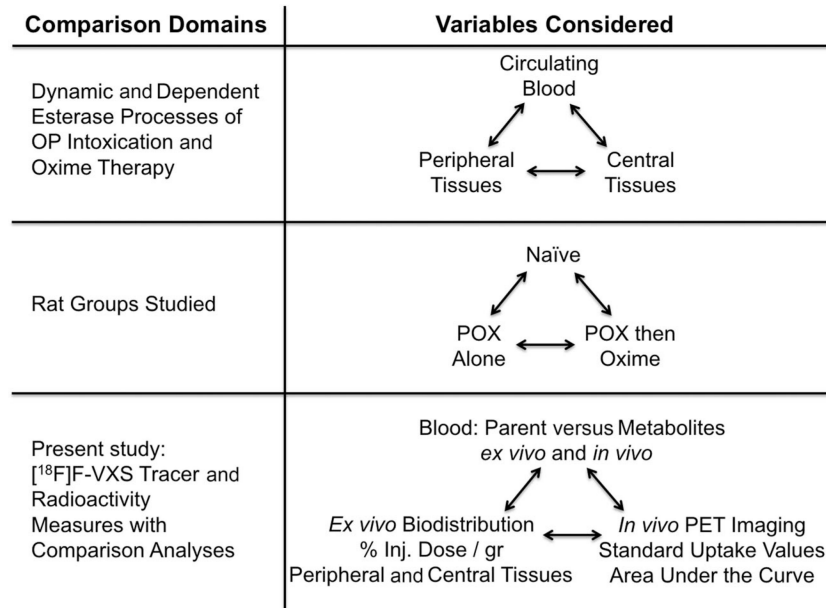 Comparison Domains
Variables Considered
Dynamic and Dependent
Esterase Processes of
OP Intoxication and
Oxime Therapy
Circulating
Blood
Peripheral
Tissues
Central
Tissues
Rat Groups Studied
Naïve
POX
Alone
POX then
Oxime
Present study:
[¹⁸F]F-VXS Tracer and
Radioactivity
Measures with
Comparison Analyses
Blood: Parent versus Metabolites
ex vivo and in vivo
Ex vivo Biodistribution
% Inj. Dose / gr
Peripheral and Central Tissues
In vivo PET Imaging
Standard Uptake Values
Area Under the Curve